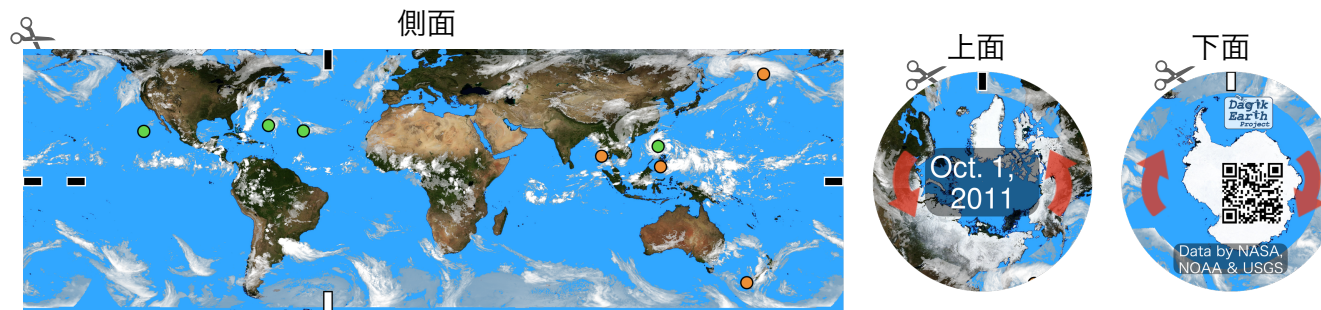 側面
上面
下面
Oct. 1,
2011
Dagik
Earth
Project
Data by NASA,
NOAA & USGS